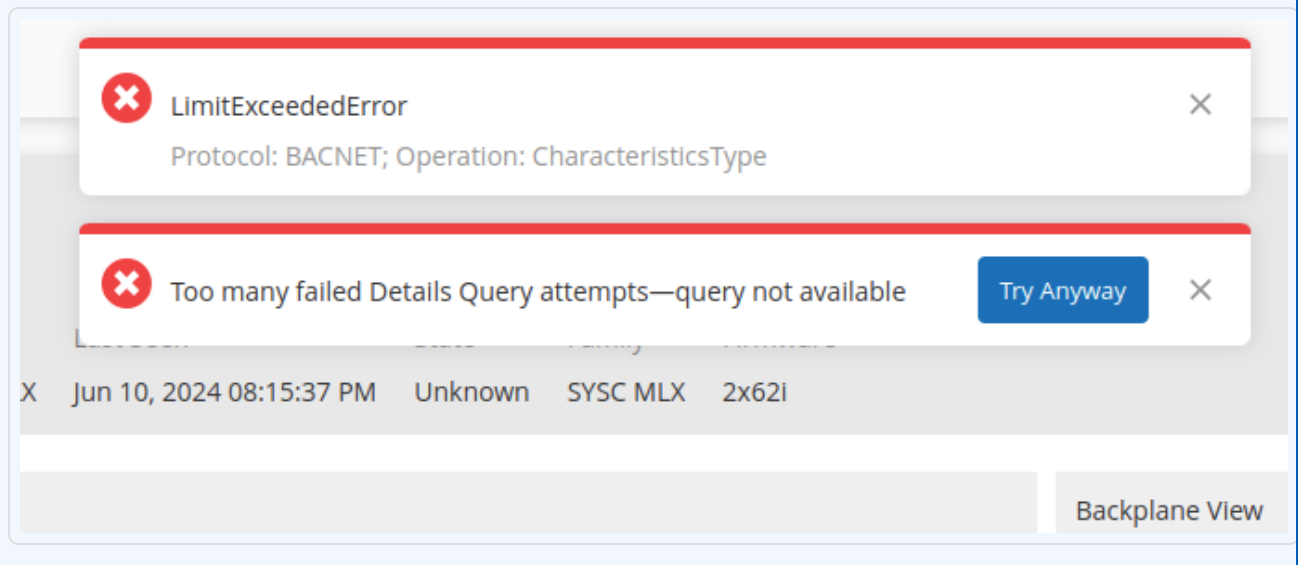 LimitExceededError
Protocol: BACNET; Operation: CharacteristicsType
Too many failed Details Query attempts—query not available
Try Anyway
X Jun 10, 2024 08:15:37 PM Unknown SYSC MLX 2x62i
Backplane View